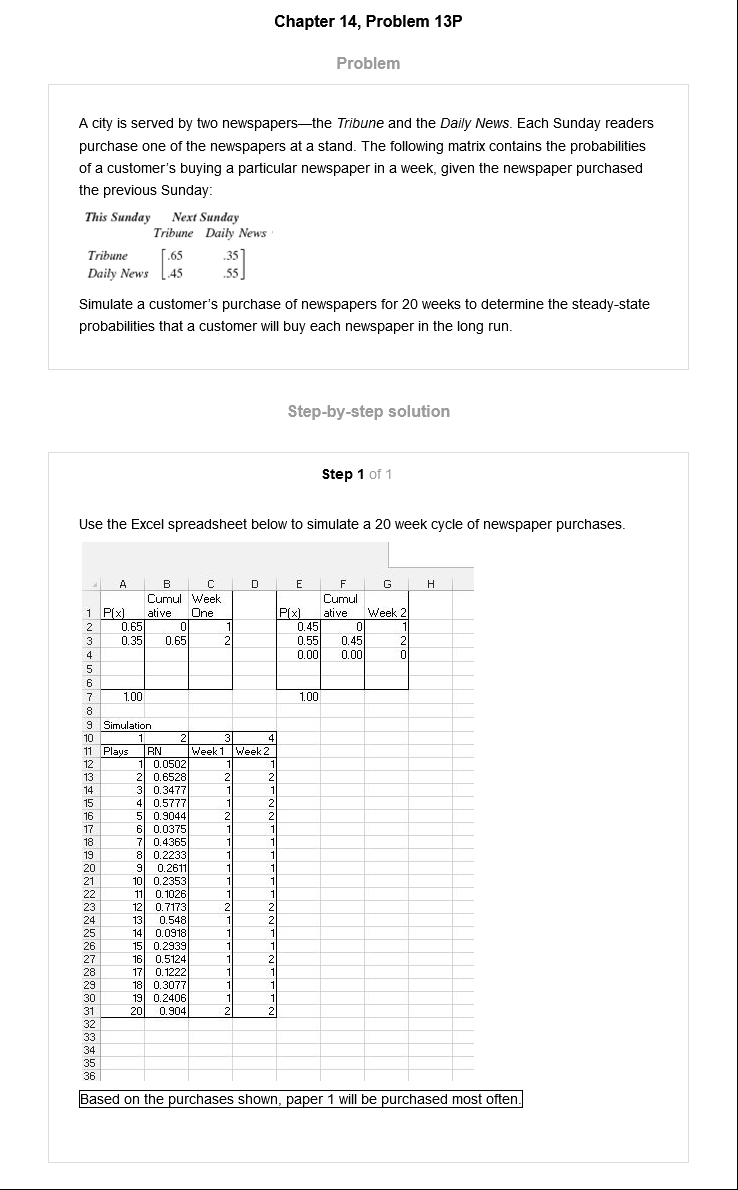 Chapter 14, Problem 13P
Problem
A city is served by two newspapers—the Tribune and the Daily News. Each Sunday readers
purchase one of the newspapers at a stand. The following matrix contains the probabilities
of a customer's buying a particular newspaper in a week, given the newspaper purchased
the previous Sunday:
This Sunday Next Sunday
Tribune Daily News
Tribune [.65 .35]
Daily News [.45 .55]
Simulate a customer's purchase of newspapers for 20 weeks to determine the steady-state
probabilities that a customer will buy each newspaper in the long run.
Step-by-step solution
Step 1 of 1
Use the Excel spreadsheet below to simulate a 20 week cycle of newspaper purchases.
A B C D E F G H
Cumul Week Cumul
1 P(x) ative One P(x) ative Week 2
2 0.65 0 1 0.45 0 1
3 0.35 0.65 2 0.55 0.45 2
4 0.00 0.00 0
5
6
7 1.00 1.00
8
9 Simulation
10 1 2 3 4
11 Plays RN Week 1 Week 2
12 1 0.0502 1 1
13 2 0.6528 2 2
14 3 0.3477 1 1
15 4 0.5777 1 2
16 5 0.9044 2 2
17 6 0.0375 1 1
18 7 0.4365 1 1
19 8 0.2233 1 1
20 9 0.2611 1 1
21 10 0.2353 1 1
22 11 0.1026 1 1
23 12 0.7173 2 2
24 13 0.548 1 2
25 14 0.0918 1 1
26 15 0.2939 1 1
27 16 0.5124 1 2
28 17 0.1222 1 1
29 18 0.3077 1 1
30 19 0.2406 1 1
31 20 0.904 2 2
32
33
34
35
36
Based on the purchases shown, paper 1 will be purchased most often.